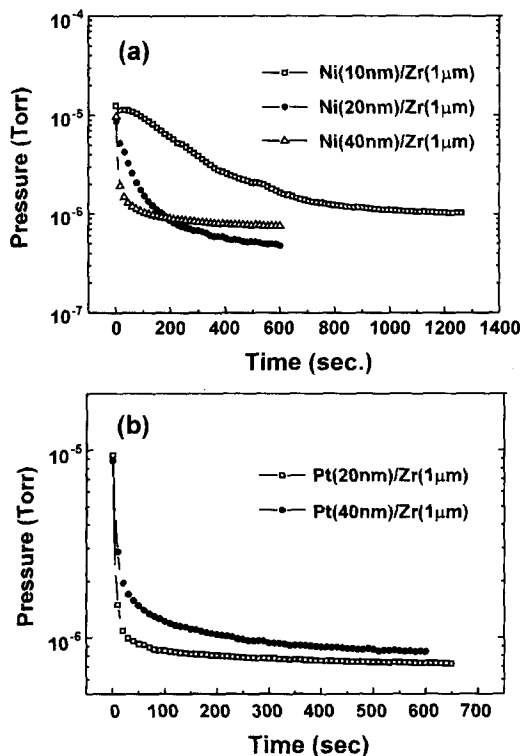 (a)
Ni(10nm)/Zr(1μm)
Ni(20nm)/Zr(1μm)
Ni(40nm)/Zr(1μm)
Pressure (Torr)
10⁻⁴
10⁻⁵
10⁻⁶
10⁻⁷
0 200 400 600 800 1000 1200 1400
Time (sec.)
(b)
Pt(20nm)/Zr(1μm)
Pt(40nm)/Zr(1μm)
Pressure (Torr)
10⁻⁵
10⁻⁶
0 100 200 300 400 500 600 700
Time (sec)